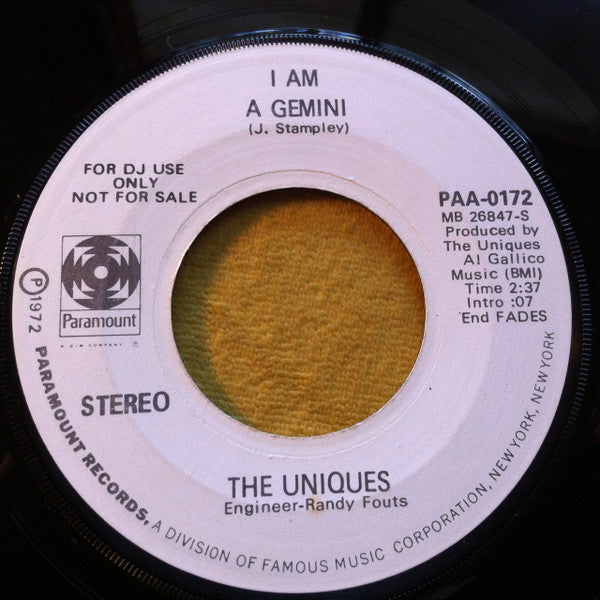 I AM
A GEMINI
(J. Stampley)
FOR DJ USE
ONLY
NOT FOR SALE
PAA-0172
MB 26847-S
Produced by
The Uniques
Al Gallico
Music (BMI)
Time 2:37
Intro :07
End FADES
Paramount
A G+W COMPANY
®
STEREO
THE UNIQUES
Engineer-Randy Fouts
Ⓟ1972 PARAMOUNT RECORDS, A DIVISION OF FAMOUS MUSIC CORPORATION, NEW YORK, NEW YORK